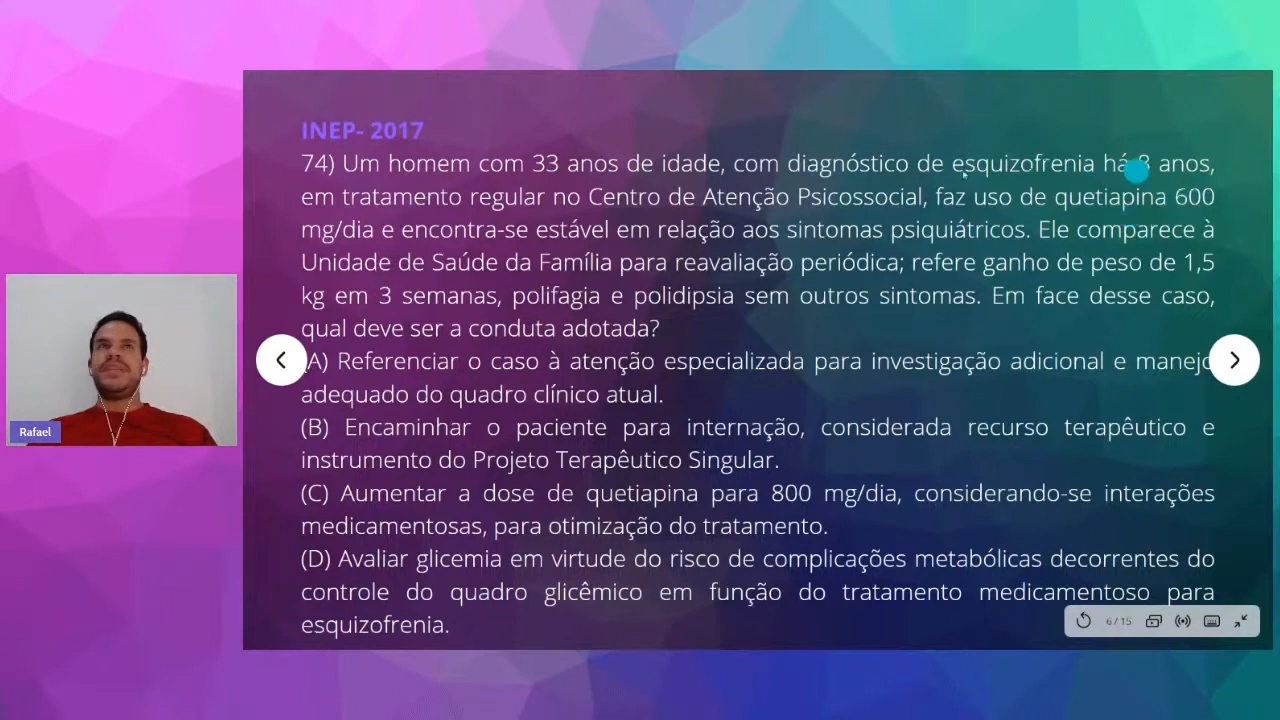 INEP- 2017
74) Um homem com 33 anos de idade, com diagnóstico de esquizofrenia há 8 anos,
em tratamento regular no Centro de Atenção Psicossocial, faz uso de quetiapina 600
mg/dia e encontra-se estável em relação aos sintomas psiquiátricos. Ele comparece à
Unidade de Saúde da Família para reavaliação periódica; refere ganho de peso de 1,5
kg em 3 semanas, polifagia e polidipsia sem outros sintomas. Em face desse caso,
qual deve ser a conduta adotada?
(A) Referenciar o caso à atenção especializada para investigação adicional e manejo
adequado do quadro clínico atual.
(B) Encaminhar o paciente para internação, considerada recurso terapêutico e
instrumento do Projeto Terapêutico Singular.
(C) Aumentar a dose de quetiapina para 800 mg/dia, considerando-se interações
medicamentosas, para otimização do tratamento.
(D) Avaliar glicemia em virtude do risco de complicações metabólicas decorrentes do
controle do quadro glicêmico em função do tratamento medicamentoso para
esquizofrenia.
Rafael
6 / 15